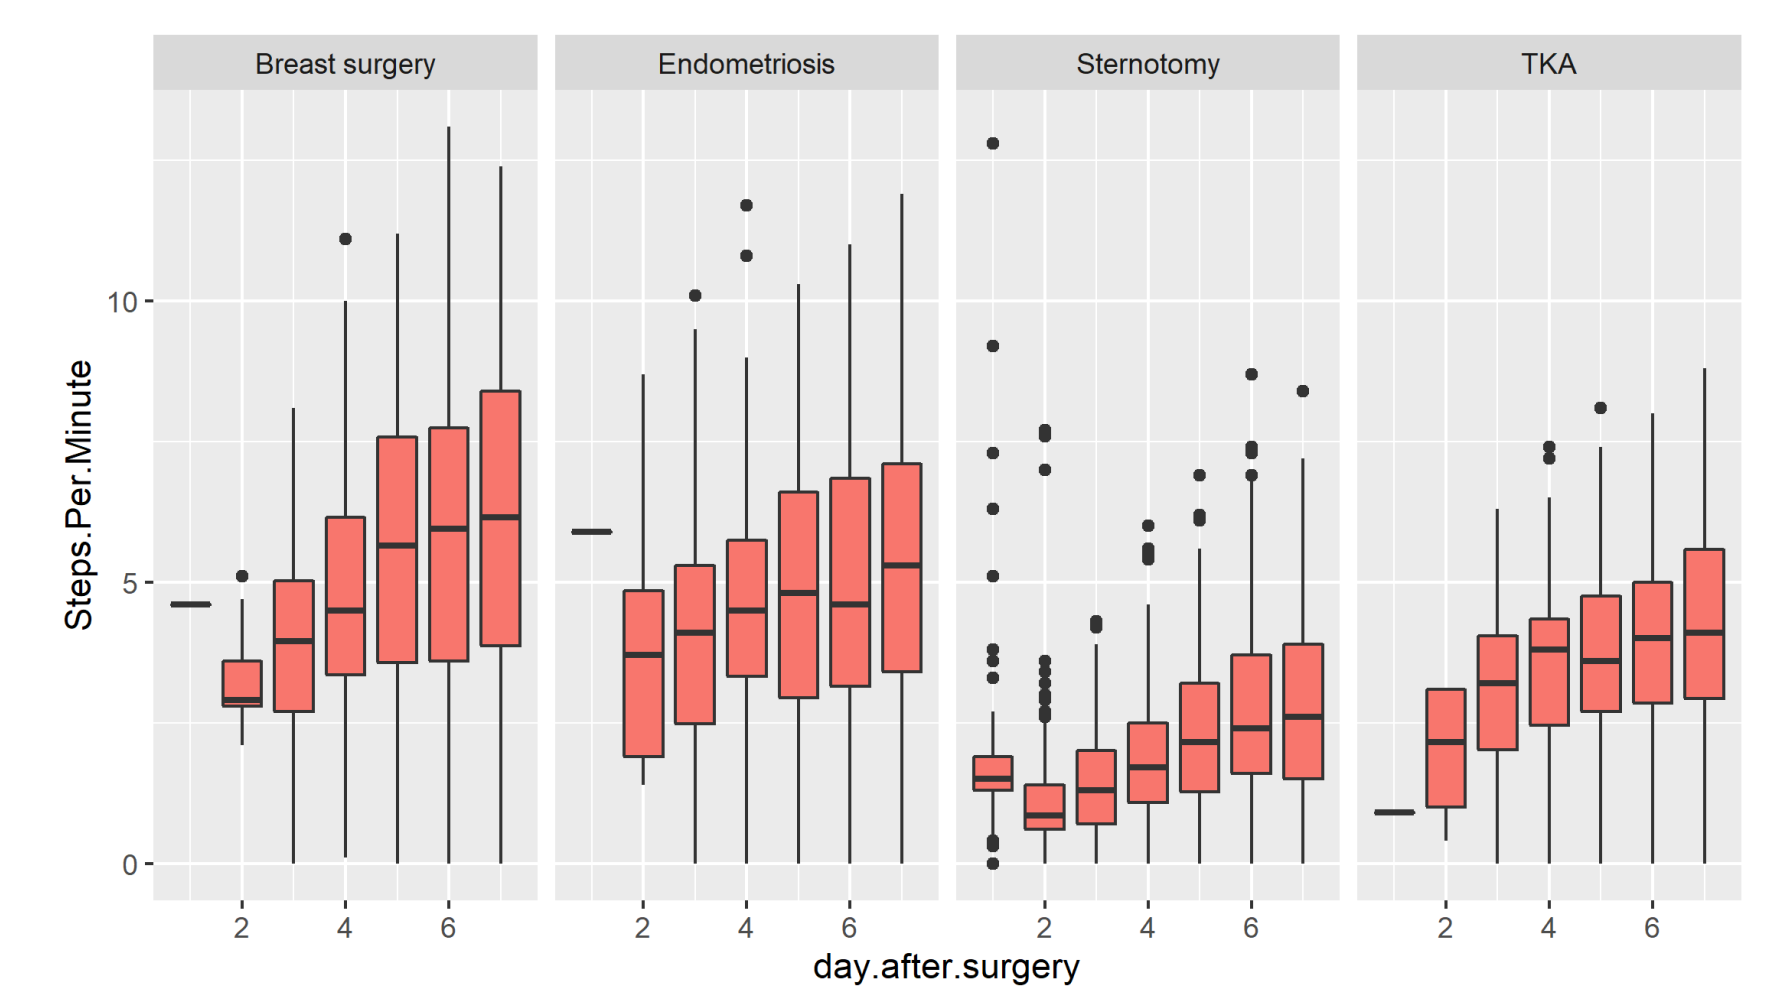 Breast surgery Endometriosis Sternotomy TKA
10
5
0
Steps.Per.Minute
2 4 6 2 4 6 2 4 6 2 4 6
day.after.surgery